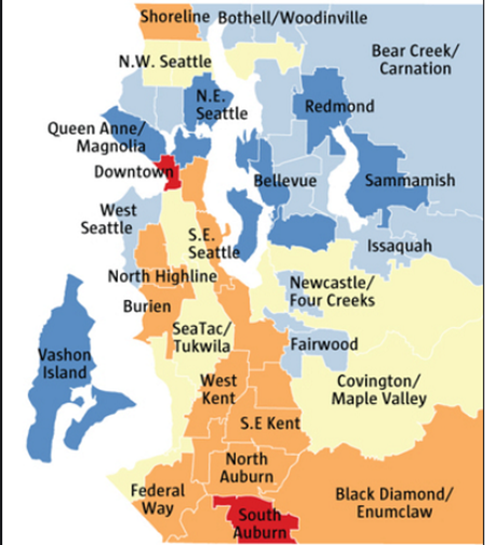 Shoreline
Bothell/Woodinville
Bear Creek/
Carnation
N.W. Seattle
N.E.
Seattle
Redmond
Queen Anne/
Magnolia
Downtown
Bellevue
Sammamish
West
Seattle
S.E.
Seattle
Issaquah
North Highline
Newcastle/
Four Creeks
Burien
SeaTac/
Tukwila
Fairwood
Vashon
Island
West
Kent
Covington/
Maple Valley
S.E Kent
North
Auburn
Federal
Way
Black Diamond/
Enumclaw
South
Auburn